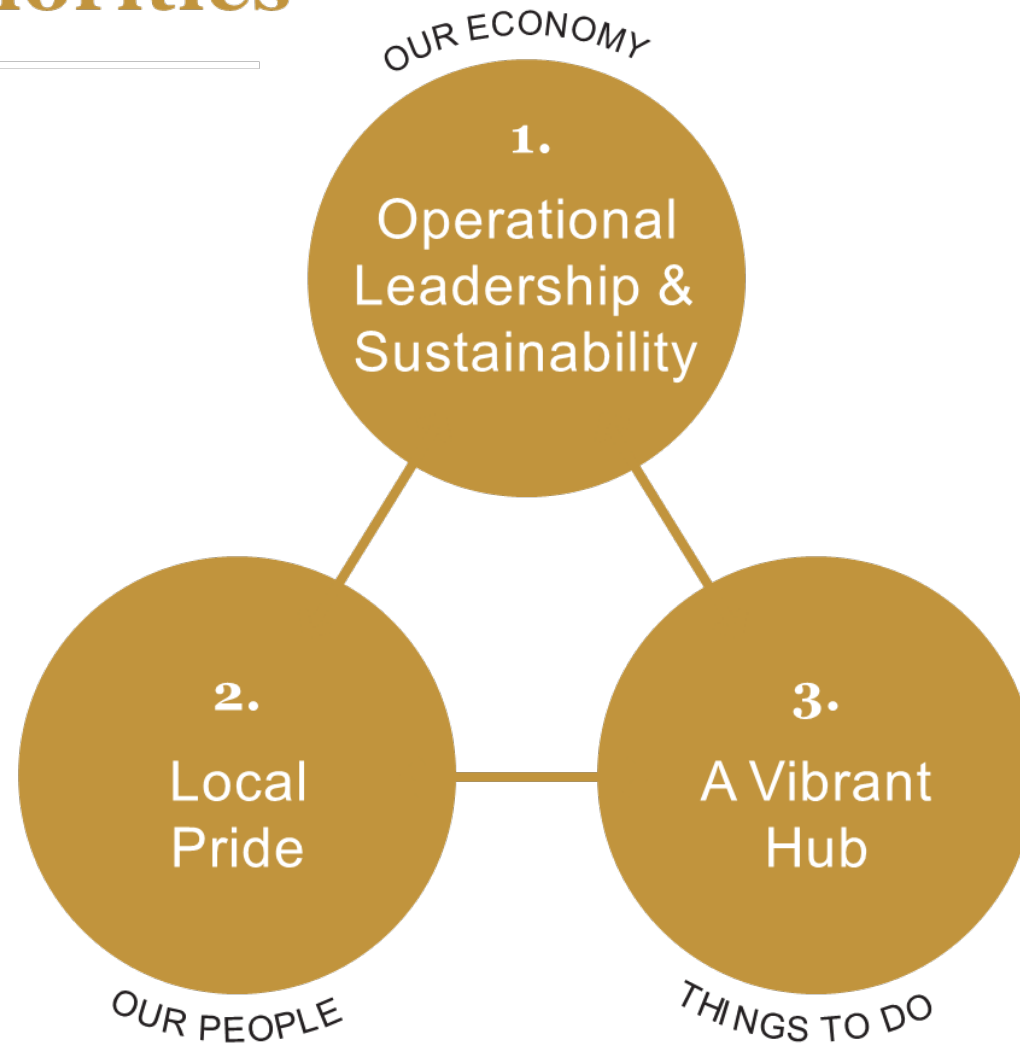 OUR ECONOMY
1.
Operational
Leadership &
Sustainability
2.
Local
Pride
OUR PEOPLE
3.
A Vibrant
Hub
THINGS TO DO